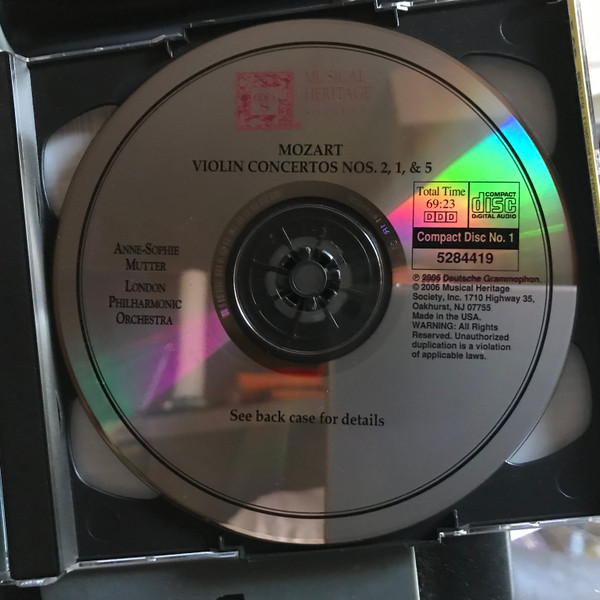 MUSICAL
HERITAGE
MOZART
VIOLIN CONCERTOS NOS. 2, 1, & 5
Total Time
69:23
DDD
COMPACT
disc
DIGITAL AUDIO
Compact Disc No. 1
5284419
ANNE-SOPHIE
MUTTER
LONDON
PHILHARMONIC
ORCHESTRA
℗ 2005 Deutsche Grammophon.
© 2006 Musical Heritage
Society, Inc. 1710 Highway 35,
Oakhurst, NJ 07755
Made in the USA.
WARNING: All Rights
Reserved. Unauthorized
duplication is a violation
of applicable laws.
See back case for details